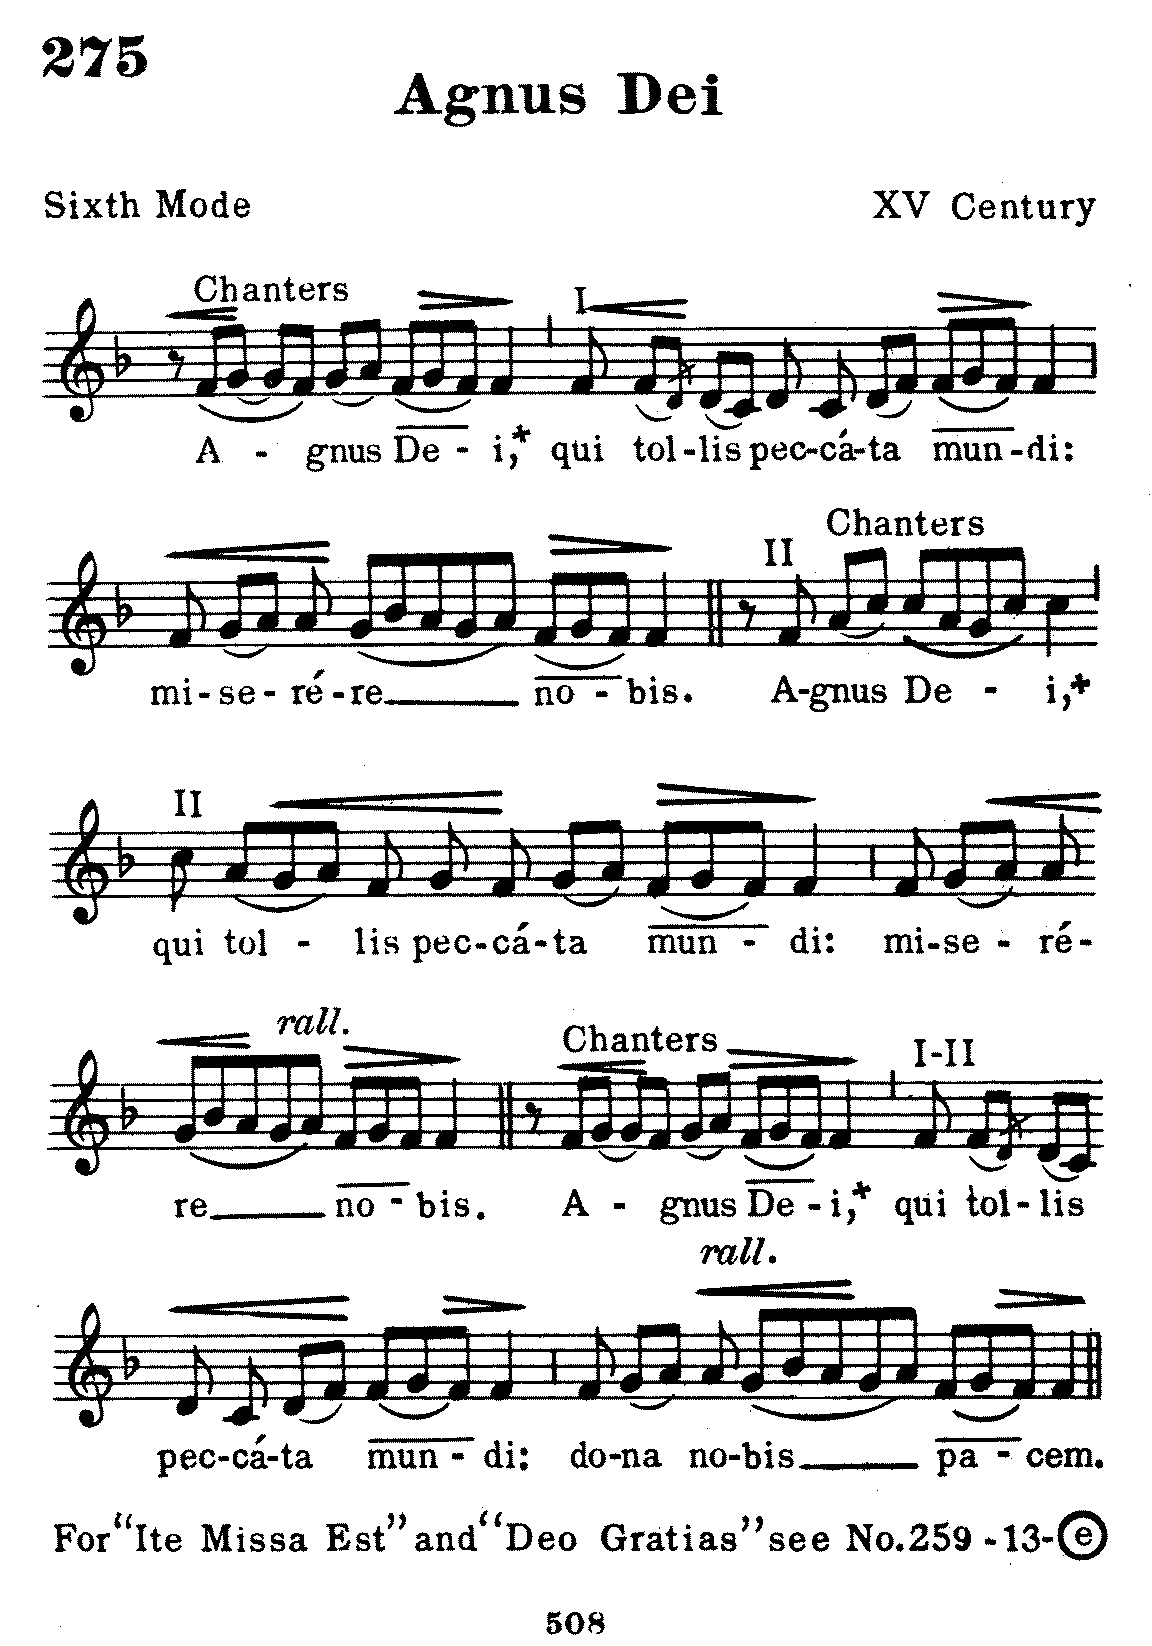 275
Agnus Dei
Sixth Mode XV Century
Chanters I
A - gnus De - i,* qui tol-lis pec-cá-ta mun-di:
Chanters
II
mi-se-ré-re___ no-bis. A-gnus De - i,*
II
qui tol - lis pec-cá-ta mun - di: mi-se - ré-
rall.
Chanters I-II
re___ no-bis. A - gnus De-i,* qui tol-lis
rall.
pec-cá-ta mun - di: do-na no-bis___ pa - cem.
For "Ite Missa Est" and "Deo Gratias" see No.259 -13-ⓔ
508